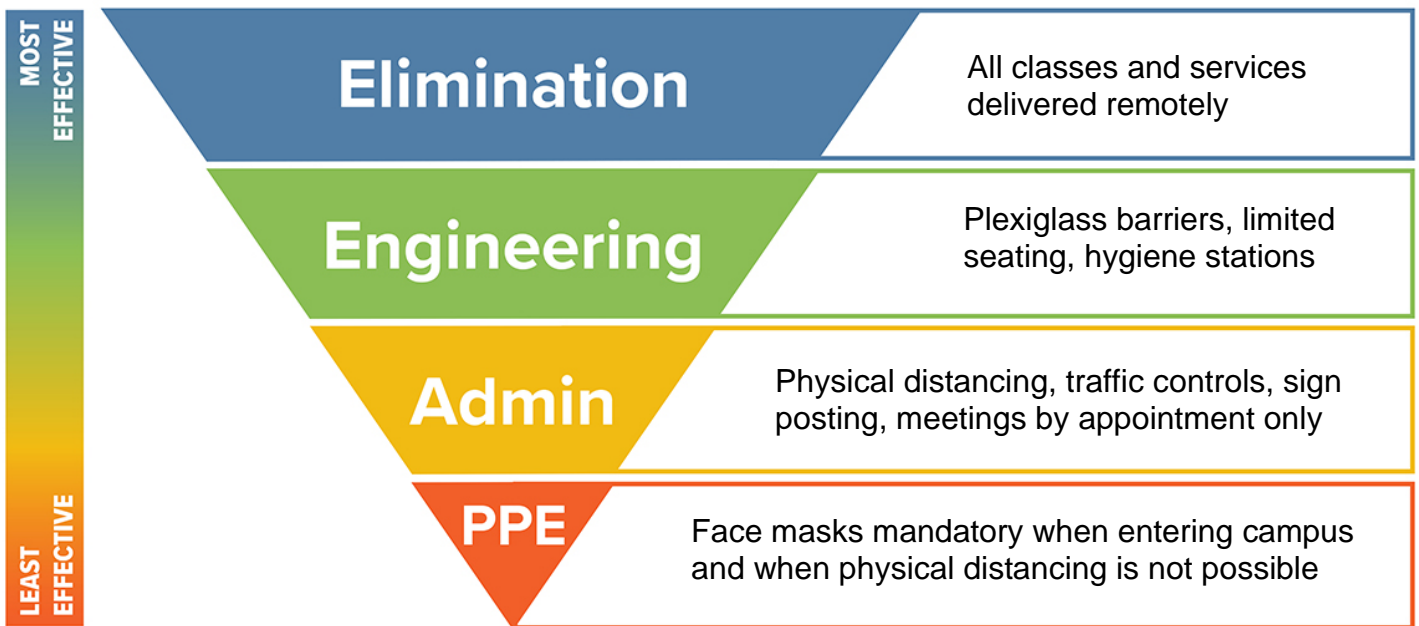 MOST
EFFECTIVE
Elimination
All classes and services
delivered remotely
Engineering
Plexiglass barriers, limited
seating, hygiene stations
Admin
Physical distancing, traffic controls, sign
posting, meetings by appointment only
PPE
Face masks mandatory when entering campus
and when physical distancing is not possible
LEAST
EFFECTIVE